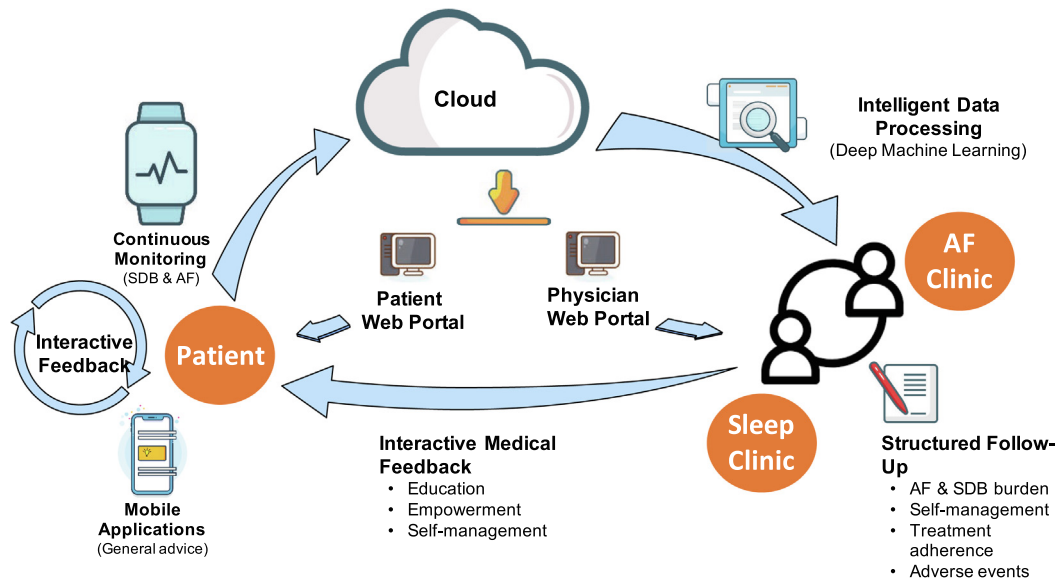 Cloud
Intelligent Data
Processing
(Deep Machine Learning)
Continuous
Monitoring
(SDB & AF)
AF
Clinic
Patient
Web Portal
Physician
Web Portal
Interactive
Feedback
Patient
Sleep
Clinic
Interactive Medical
Feedback
• Education
• Empowerment
• Self-management
Structured Follow-
Up
• AF & SDB burden
• Self-management
• Treatment
adherence
• Adverse events
Mobile
Applications
(General advice)